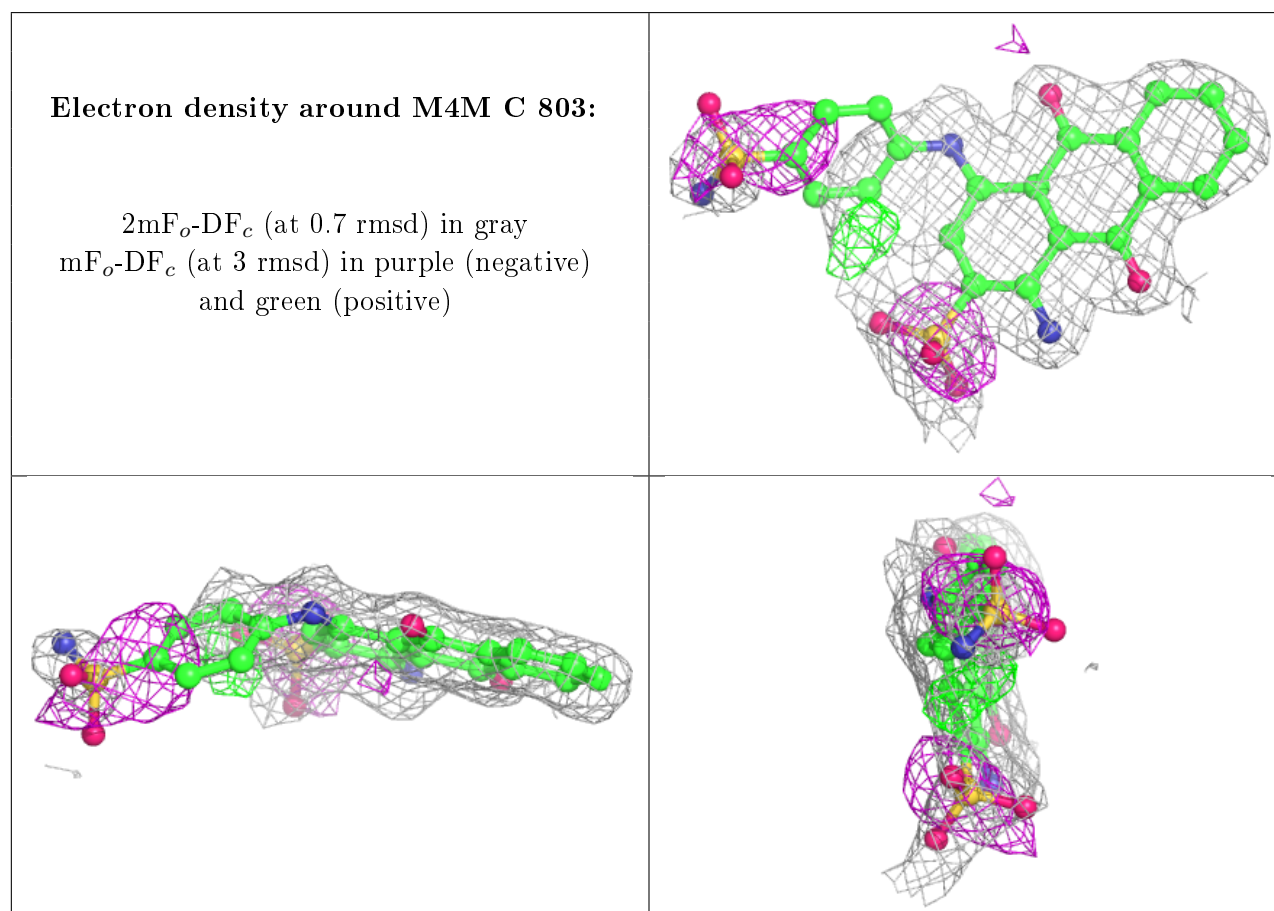 Electron density around M4M C 803:
2mFₒ-DF𝒸 (at 0.7 rmsd) in gray
mFₒ-DF𝒸 (at 3 rmsd) in purple (negative)
and green (positive)